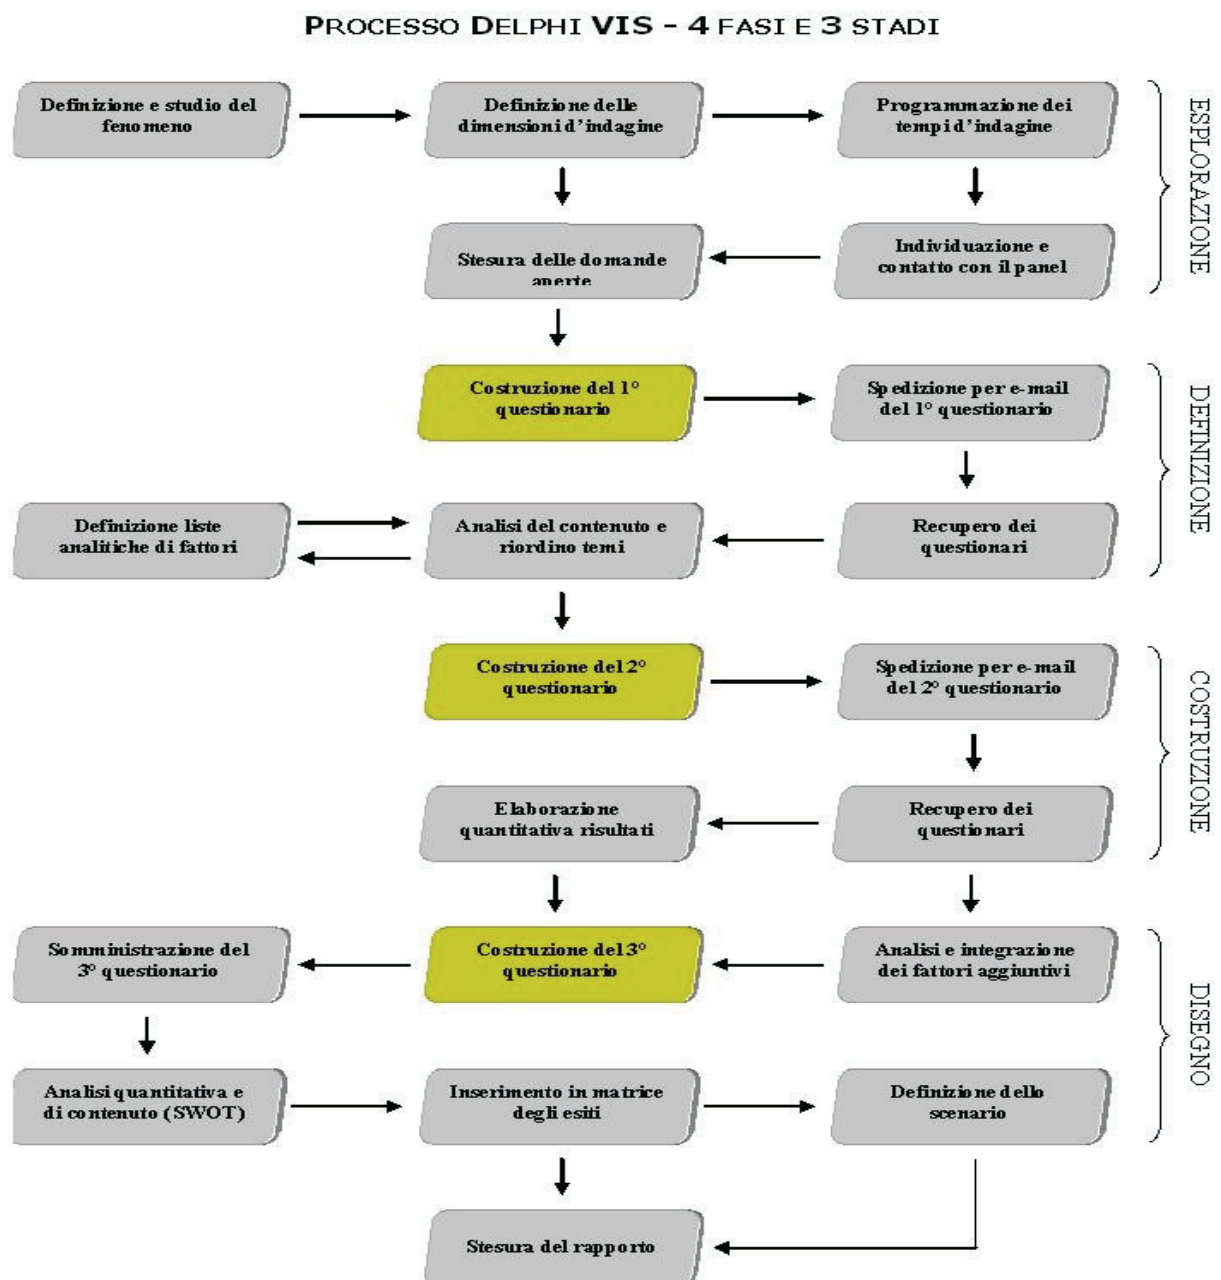 PROCESSO DELPHI VIS – 4 FASI E 3 STADI
Definizione e studio del
fenomeno
Definizione delle
dimensioni d'indagine
Programmazione dei
tempi d'indagine
ESPLORAZIONE
Stesura delle domande
aperte
Individuazione e
contatto con il panel
Costruzione del 1°
questionario
Spedizione per e-mail
del 1° questionario
DEFINIZIONE
Definizione liste
analitiche di fattori
Analisi del contenuto e
riordino temi
Recupero dei
questionari
Costruzione del 2°
questionario
Spedizione per e-mail
del 2° questionario
COSTRUZIONE
Elaborazione
quantitativa risultati
Recupero dei
questionari
Somministrazione del
3° questionario
Costruzione del 3°
questionario
Analisi e integrazione
dei fattori aggiuntivi
DISEGNO
Analisi quantitativa e
di contenuto (SWOT)
Inserimento in matrice
degli esiti
Definizione dello
scenario
Stesura del rapporto